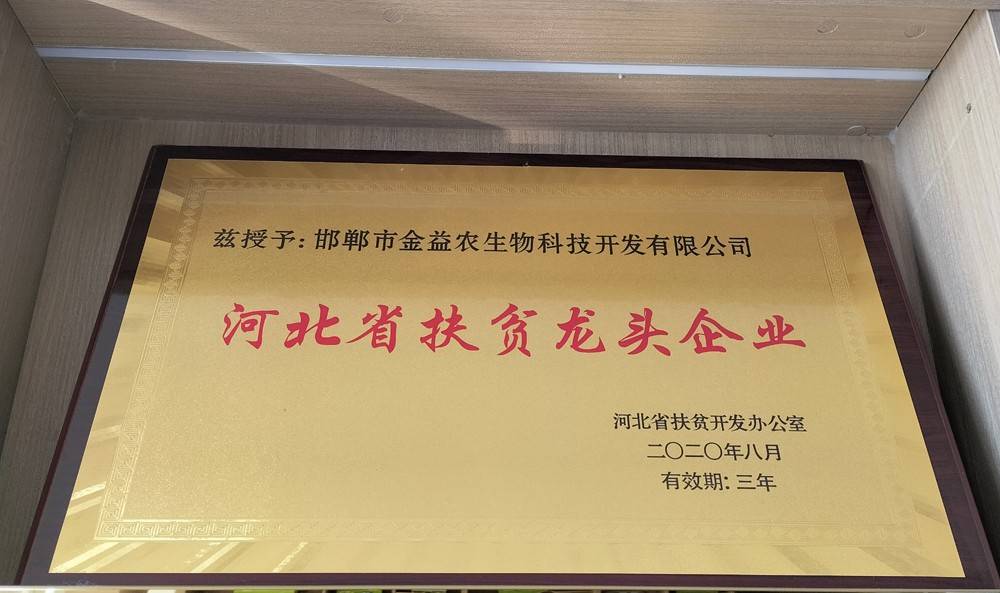 兹授予:邯郸市金益农生物科技开发有限公司
河北省扶贫龙头企业
河北省扶贫开发办公室
二〇二〇年八月
有效期:三年